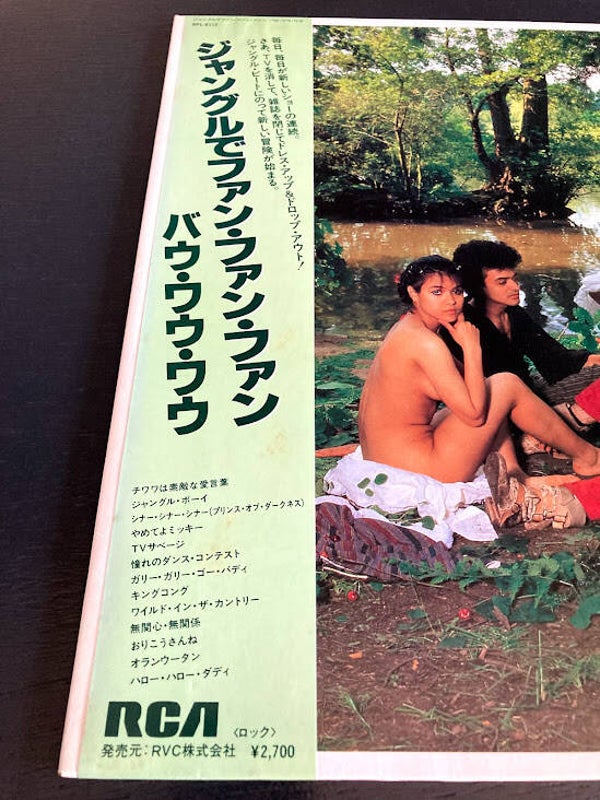 RPL-8112
毎日、毎日が新しいショーの連続。
さあ、TVを消して、雑誌を閉じてドレス・アップ&ドロップ・アウト!
ジャングル・ビートにのって新しい冒険が始まる。
ジャングルでファン・ファン・ファン
バウ・ワウ・ワウ
チワワは素敵な愛言葉
ジャングル・ボーイ
シナー・シナー・シナー(プリンス・オブ・ダークネス)
やめてよミッキー
TVサベージ
憧れのダンス・コンテスト
ガリー・ガリー・ゴー・バディ
キングコング
ワイルド・イン・ザ・カントリー
無関心・無関係
おりこうさんね
オランウータン
ハロー・ハロー・ダディ
RCA
〈ロック〉
発売元:RVC株式会社 ¥2,700